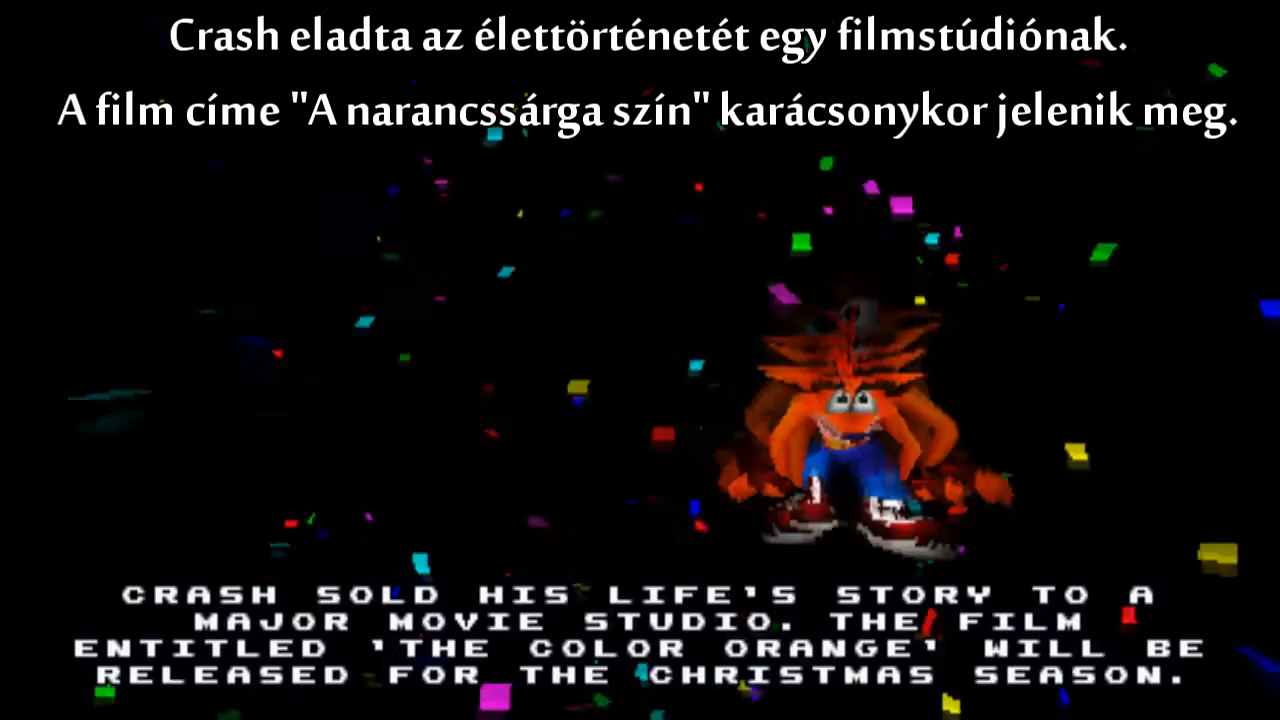 Crash eladta az élettörténetét egy filmstúdiónak.
A film címe "A narancssárga szín" karácsonykor jelenik meg.
CRASH SOLD HIS LIFE'S STORY TO A
MAJOR MOVIE STUDIO. THE FILM
ENTITLED 'THE COLOR ORANGE' WILL BE
RELEASED FOR THE CHRISTMAS SEASON.